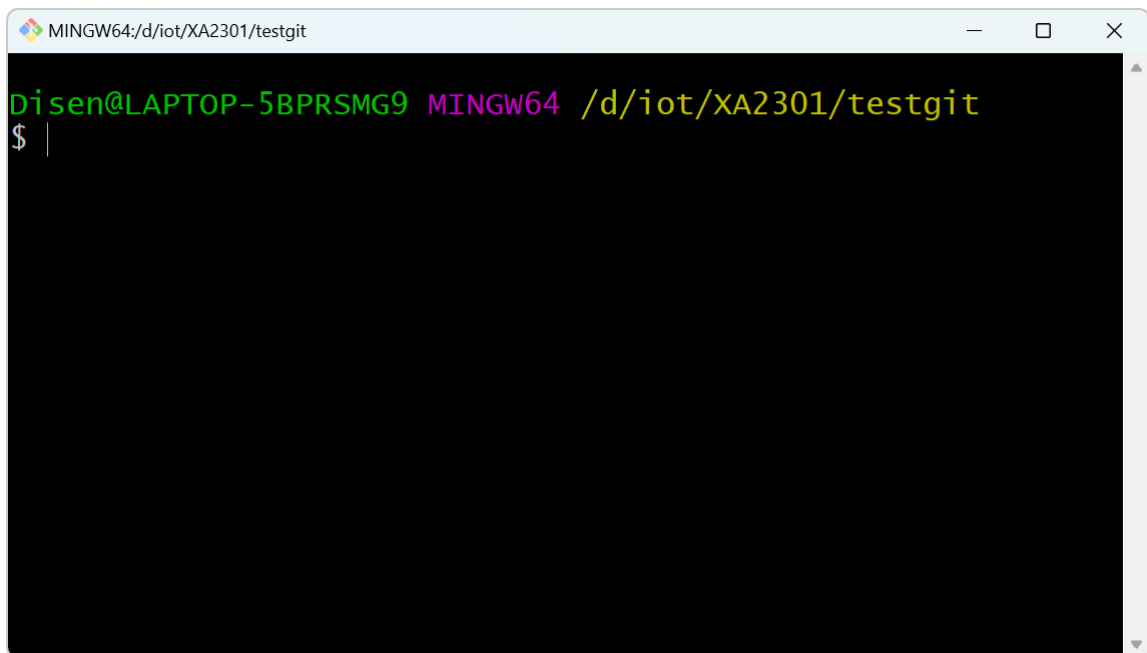 MINGW64:/d/iot/XA2301/testgit
Disen@LAPTOP-5BPRSMG9 MINGW64 /d/iot/XA2301/testgit
$